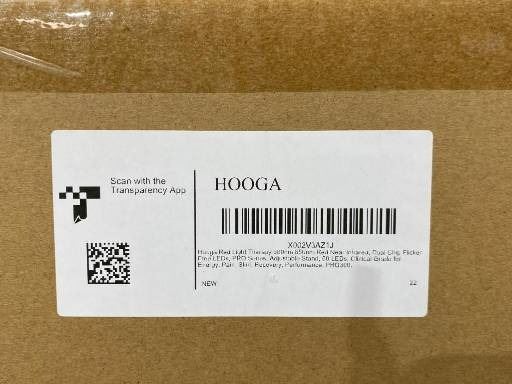 Scan with the
Transparency App
HOOGA
X002V3AZ1J
Hooga Red Light Therapy 660nm 850nm Red Near Infrared, Dual Chip, Flicker
Free LEDs, PRO Series, Adjustable Stand, 60 LEDs, Clinical Grade for
Energy, Pain, Skin, Recovery, Performance. PRO300.
NEW
22